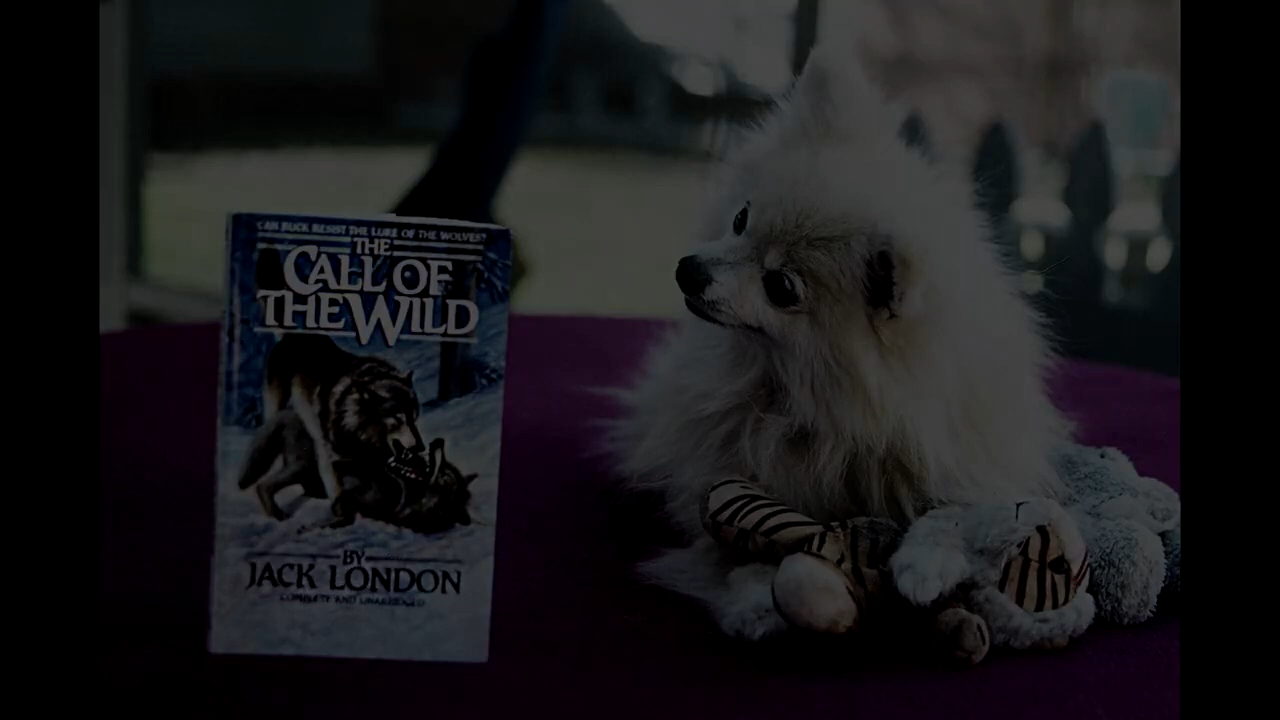 CAN BUCK RESIST THE LURE OF THE WOLVES?
THE
CALL OF
THE WILD
BY
JACK LONDON
COMPLETE AND UNABRIDGED